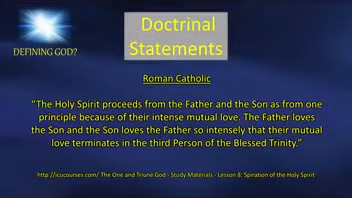 Doctrinal
Statements
DEFINING GOD?
Roman Catholic
“The Holy Spirit proceeds from the Father and the Son as from one
principle because of their intense mutual love. The Father loves
the Son and the Son loves the Father so intensely that their mutual
love terminates in the third Person of the Blessed Trinity.”
http://icucourses.com/ The One and Triune God - Study Materials - Lesson 8: Spiration of the Holy Spirit